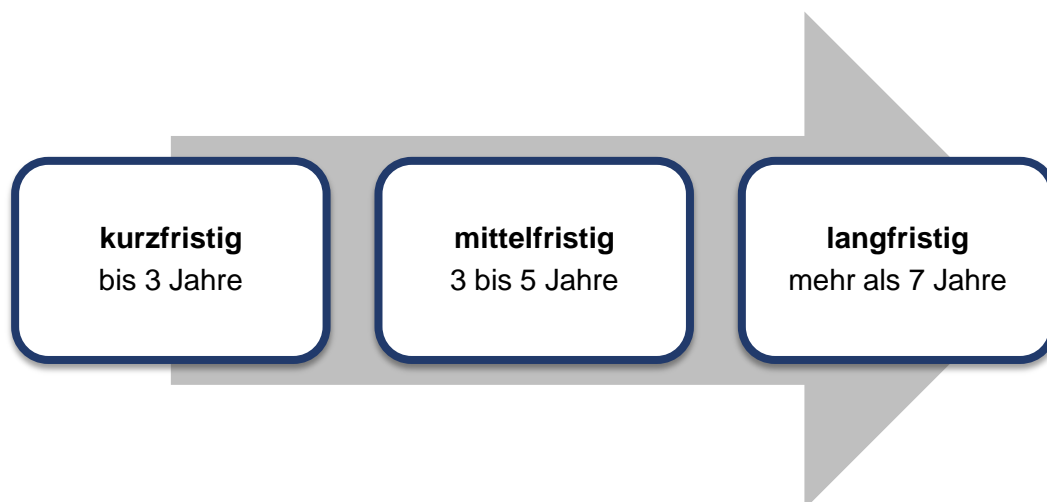 kurzfristig
bis 3 Jahre
mittelfristig
3 bis 5 Jahre
langfristig
mehr als 7 Jahre